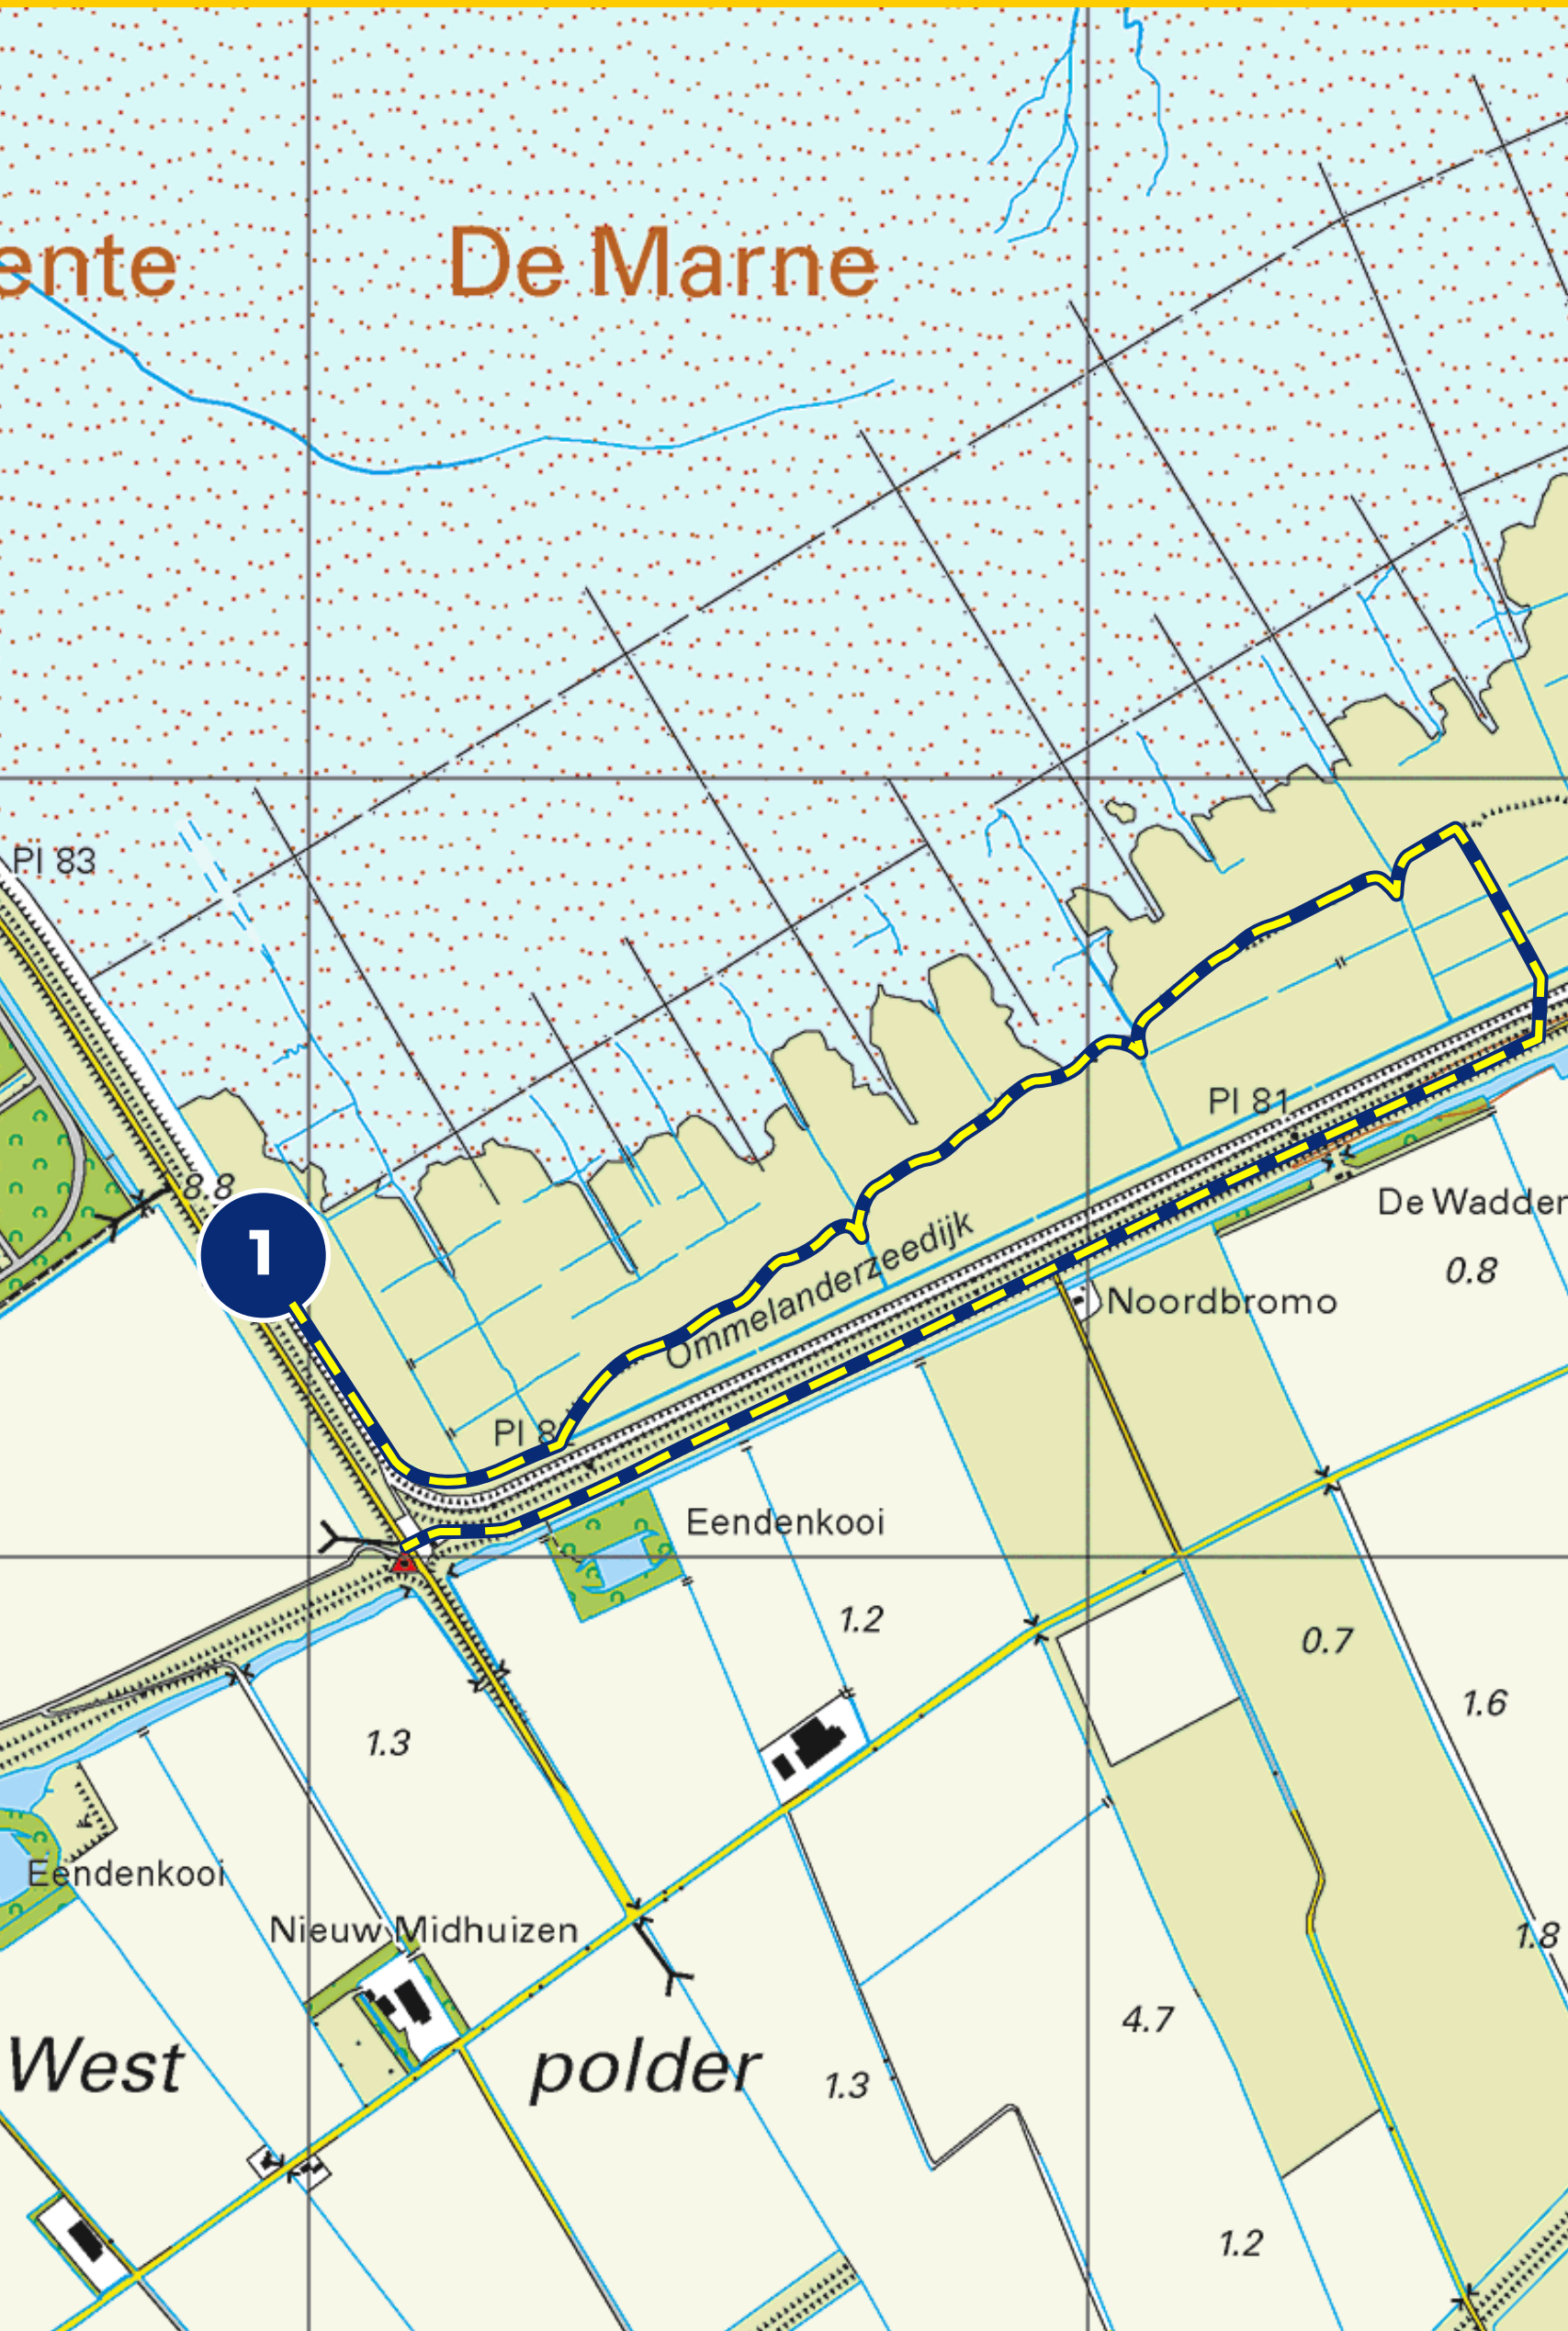 ente
De Marne
Pl 83
8.8
1
Pl 81
De Wadden
0.8
Noordbromo
Ommelanderzeedijk
Pl 82
Eendenkooi
1.2
0.7
1.6
1.3
Eendenkooi
Nieuw Midhuizen
1.8
4.7
West
polder
1.3
1.2